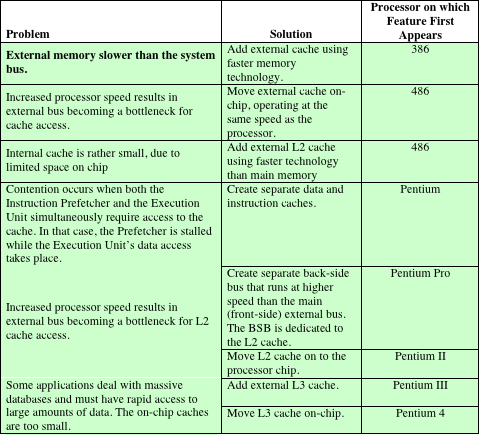 Problem
Solution
Processor on which
Feature First
Appears
External memory slower than the system
bus.
Add external cache using
faster memory
technology.
386
Increased processor speed results in
external bus becoming a bottleneck for
cache access.
Move external cache on-
chip, operating at the
same speed as the
processor.
486
Internal cache is rather small, due to
limited space on chip
Add external L2 cache
using faster technology
than main memory
486
Contention occurs when both the
Instruction Prefetcher and the Execution
Unit simultaneously require access to the
cache. In that case, the Prefetcher is stalled
while the Execution Unit's data access
takes place.
Create separate data and
instruction caches.
Pentium
Increased processor speed results in
external bus becoming a bottleneck for L2
cache access.
Create separate back-side
bus that runs at higher
speed than the main
(front-side) external bus.
The BSB is dedicated to
the L2 cache.
Pentium Pro
Move L2 cache on to the
processor chip.
Pentium II
Some applications deal with massive
databases and must have rapid access to
large amounts of data. The on-chip caches
are too small.
Add external L3 cache.
Pentium III
Move L3 cache on-chip.
Pentium 4